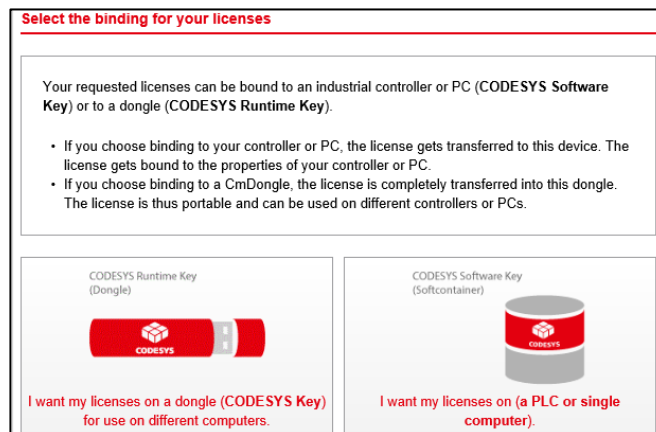 Select the binding for your licenses
Your requested licenses can be bound to an industrial controller or PC (CODESYS Software
Key) or to a dongle (CODESYS Runtime Key).
• If you choose binding to your controller or PC, the license gets transferred to this device. The
license gets bound to the properties of your controller or PC.
• If you choose binding to a CmDongle, the license is completely transferred into this dongle.
The license is thus portable and can be used on different controllers or PCs.
CODESYS Runtime Key
(Dongle)
CODESYS
I want my licenses on a dongle (CODESYS Key)
for use on different computers.
CODESYS Software Key
(Softcontainer)
CODESYS
I want my licenses on (a PLC or single
computer).